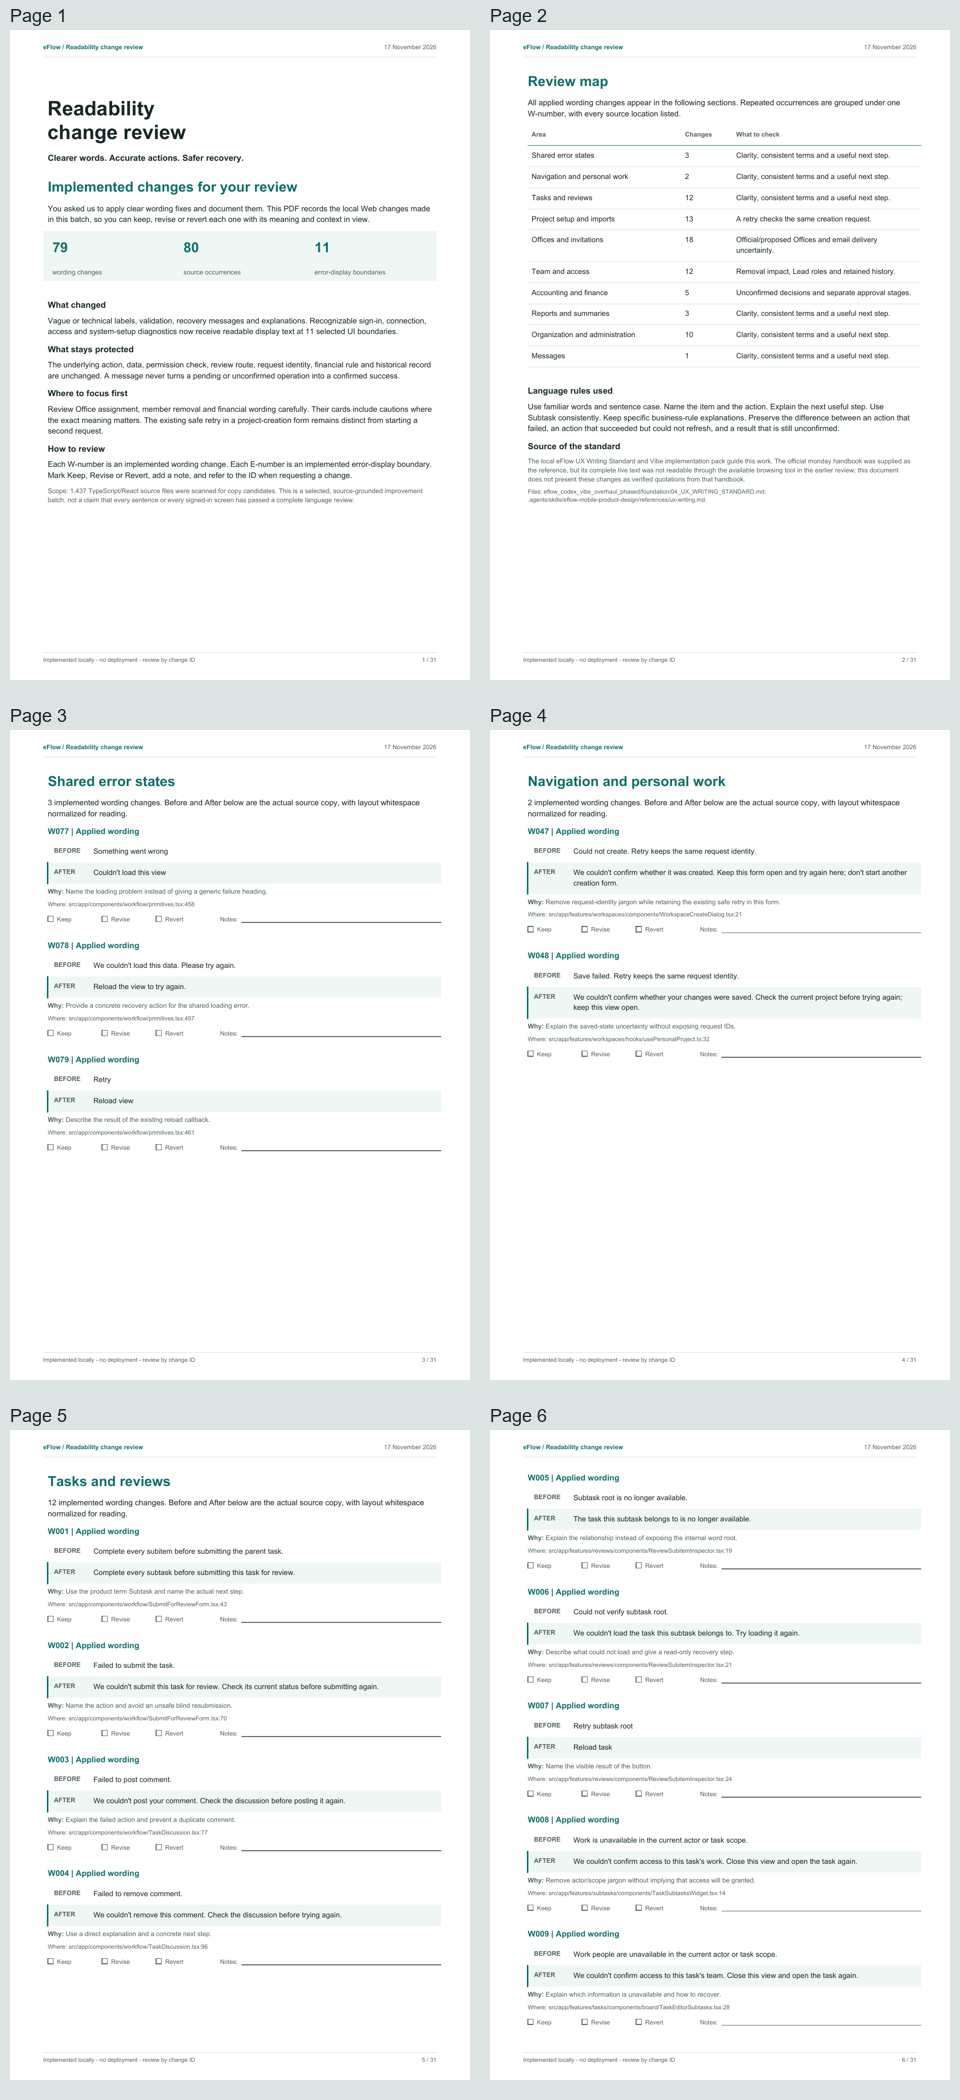 Page 1
eFlow / Readability change review
17 November 2026
Readability
change review
Clearer words. Accurate actions. Safer recovery.
Implemented changes for your review
You asked us to apply clear wording fixes and document them. This PDF records the local Web changes made
in this batch, so you can keep, revise or revert each one with its meaning and context in view.
79
80
11
wording changes
source occurrences
error-display boundaries
What changed
Vague or technical labels, validation, recovery messages and explanations. Recognizable sign-in, connection,
access and system-setup diagnostics now receive readable display text at 11 selected UI boundaries.
What stays protected
The underlying action, data, permission check, review route, request identity, financial rule and historical record
are unchanged. A message never turns a pending or unconfirmed operation into a confirmed success.
Where to focus first
Review Office assignment, member removal and financial wording carefully. Their cards include cautions where
the exact meaning matters. The existing safe retry in a project-creation form remains distinct from starting a
second request.
How to review
Each W-number is an implemented wording change. Each E-number is an implemented error-display boundary.
Mark Keep, Revise or Revert, add a note, and refer to the ID when requesting a change.
Scope: 1,437 TypeScript/React source files were scanned for copy candidates. This is a selected, source-grounded improvement
batch, not a claim that every sentence or every signed-in screen has passed a complete language review.
Implemented locally - no deployment - review by change ID
1 / 31
Page 2
eFlow / Readability change review
17 November 2026
Review map
All applied wording changes appear in the following sections. Repeated occurrences are grouped under one
W-number, with every source location listed.
Area
Changes
What to check
Shared error states
3
Clarity, consistent terms and a useful next step.
Navigation and personal work
2
Clarity, consistent terms and a useful next step.
Tasks and reviews
12
Clarity, consistent terms and a useful next step.
Project setup and imports
13
A retry checks the same creation request.
Offices and invitations
18
Official/proposed Offices and email delivery
uncertainty.
Team and access
12
Removal impact, Lead roles and retained history.
Accounting and finance
5
Unconfirmed decisions and separate approval stages.
Reports and summaries
3
Clarity, consistent terms and a useful next step.
Organization and administration
10
Clarity, consistent terms and a useful next step.
Messages
1
Clarity, consistent terms and a useful next step.
Language rules used
Use familiar words and sentence case. Name the item and the action. Explain the next useful step. Use
Subtask consistently. Keep specific business-rule explanations. Preserve the difference between an action that
failed, an action that succeeded but could not refresh, and a result that is still unconfirmed.
Source of the standard
The local eFlow UX Writing Standard and Vibe implementation pack guide this work. The official monday handbook was supplied as
the reference, but its complete live text was not readable through the available browsing tool in the earlier review; this document
does not present these changes as verified quotations from that handbook.
Files: eflow_codex_vibe_overhaul_phased/foundation/04_UX_WRITING_STANDARD.md;
.agents/skills/eflow-mobile-product-design/references/ux-writing.md.
Implemented locally - no deployment - review by change ID
2 / 31
Page 3
eFlow / Readability change review
17 November 2026
Shared error states
3 implemented wording changes. Before and After below are the actual source copy, with layout whitespace
normalized for reading.
W077 | Applied wording
BEFORE Something went wrong
AFTER Couldn't load this view
Why: Name the loading problem instead of giving a generic failure heading.
Where: src/app/components/workflow/primitives.tsx:458
Keep Revise Revert Notes:
W078 | Applied wording
BEFORE We couldn't load this data. Please try again.
AFTER Reload the view to try again.
Why: Provide a concrete recovery action for the shared loading error.
Where: src/app/components/workflow/primitives.tsx:457
Keep Revise Revert Notes:
W079 | Applied wording
BEFORE Retry
AFTER Reload view
Why: Describe the result of the existing reload callback.
Where: src/app/components/workflow/primitives.tsx:461
Keep Revise Revert Notes:
Implemented locally - no deployment - review by change ID
3 / 31
Page 4
eFlow / Readability change review
17 November 2026
Navigation and personal work
2 implemented wording changes. Before and After below are the actual source copy, with layout whitespace
normalized for reading.
W047 | Applied wording
BEFORE Could not create. Retry keeps the same request identity.
AFTER We couldn't confirm whether it was created. Keep this form open and try again here; don't start another
creation form.
Why: Remove request-identity jargon while retaining the existing safe retry in this form.
Where: src/app/features/workspaces/components/WorkspaceCreateDialog.tsx:21
Keep Revise Revert Notes:
W048 | Applied wording
BEFORE Save failed. Retry keeps the same request identity.
AFTER We couldn't confirm whether your changes were saved. Check the current project before trying again;
keep this view open.
Why: Explain the saved-state uncertainty without exposing request IDs.
Where: src/app/features/workspaces/hooks/usePersonalProject.ts:32
Keep Revise Revert Notes:
Implemented locally - no deployment - review by change ID
4 / 31
Page 5
eFlow / Readability change review
17 November 2026
Tasks and reviews
12 implemented wording changes. Before and After below are the actual source copy, with layout whitespace
normalized for reading.
W001 | Applied wording
BEFORE Complete every subitem before submitting the parent task.
AFTER Complete every subtask before submitting this task for review.
Why: Use the product term Subtask and name the actual next step.
Where: src/app/components/workflow/SubmitForReviewForm.tsx:43
Keep Revise Revert Notes:
W002 | Applied wording
BEFORE Failed to submit the task.
AFTER We couldn't submit this task for review. Check its current status before submitting again.
Why: Name the action and avoid an unsafe blind resubmission.
Where: src/app/components/workflow/SubmitForReviewForm.tsx:70
Keep Revise Revert Notes:
W003 | Applied wording
BEFORE Failed to post comment.
AFTER We couldn't post your comment. Check the discussion before posting it again.
Why: Explain the failed action and prevent a duplicate comment.
Where: src/app/components/workflow/TaskDiscussion.tsx:77
Keep Revise Revert Notes:
W004 | Applied wording
BEFORE Failed to remove comment.
AFTER We couldn't remove this comment. Check the discussion before trying again.
Why: Use a direct explanation and a concrete next step.
Where: src/app/components/workflow/TaskDiscussion.tsx:96
Keep Revise Revert Notes:
Implemented locally - no deployment - review by change ID
5 / 31
Page 6
eFlow / Readability change review
17 November 2026
W005 | Applied wording
BEFORE Subtask root is no longer available.
AFTER The task this subtask belongs to is no longer available.
Why: Explain the relationship instead of exposing the internal word root.
Where: src/app/features/reviews/components/ReviewSubitemInspector.tsx:19
Keep Revise Revert Notes:
W006 | Applied wording
BEFORE Could not verify subtask root.
AFTER We couldn't load the task this subtask belongs to. Try loading it again.
Why: Describe what could not load and give a read-only recovery step.
Where: src/app/features/reviews/components/ReviewSubitemInspector.tsx:21
Keep Revise Revert Notes:
W007 | Applied wording
BEFORE Retry subtask root
AFTER Reload task
Why: Name the visible result of the button.
Where: src/app/features/reviews/components/ReviewSubitemInspector.tsx:24
Keep Revise Revert Notes:
W008 | Applied wording
BEFORE Work is unavailable in the current actor or task scope.
AFTER We couldn't confirm access to this task's work. Close this view and open the task again.
Why: Remove actor/scope jargon without implying that access will be granted.
Where: src/app/features/subtasks/components/TaskSubtasksWidget.tsx:14
Keep Revise Revert Notes:
W009 | Applied wording
BEFORE Work people are unavailable in the current actor or task scope.
AFTER We couldn't confirm access to this task's team. Close this view and open the task again.
Why: Explain which information is unavailable and how to recover.
Where: src/app/features/tasks/components/board/TaskEditorSubtasks.tsx:28
Keep Revise Revert Notes:
Implemented locally - no deployment - review by change ID
6 / 31